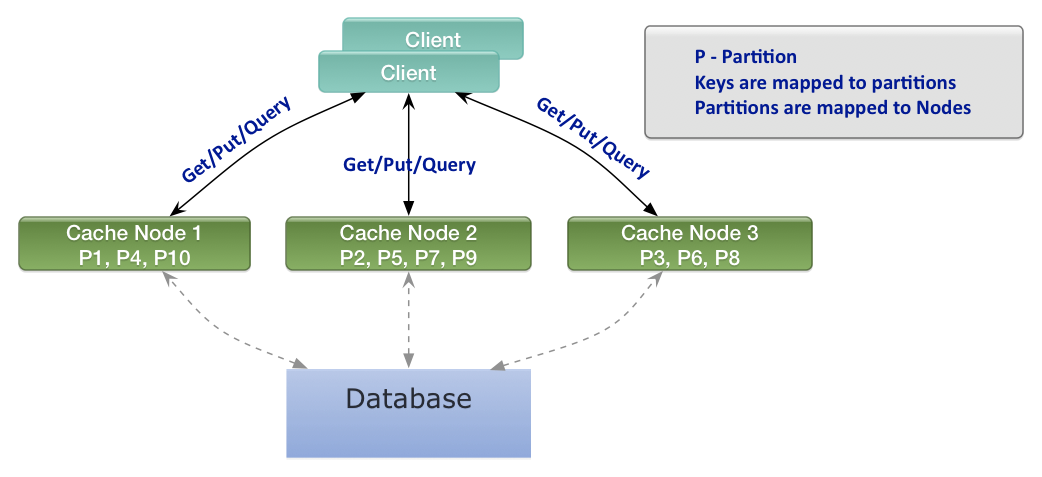 Client
Client
P - Partition
Keys are mapped to partitions
Partitions are mapped to Nodes
Get/Put/Query
Get/Put/Query
Get/Put/Query
Cache Node 1
P1, P4, P10
Cache Node 2
P2, P5, P7, P9
Cache Node 3
P3, P6, P8
Database